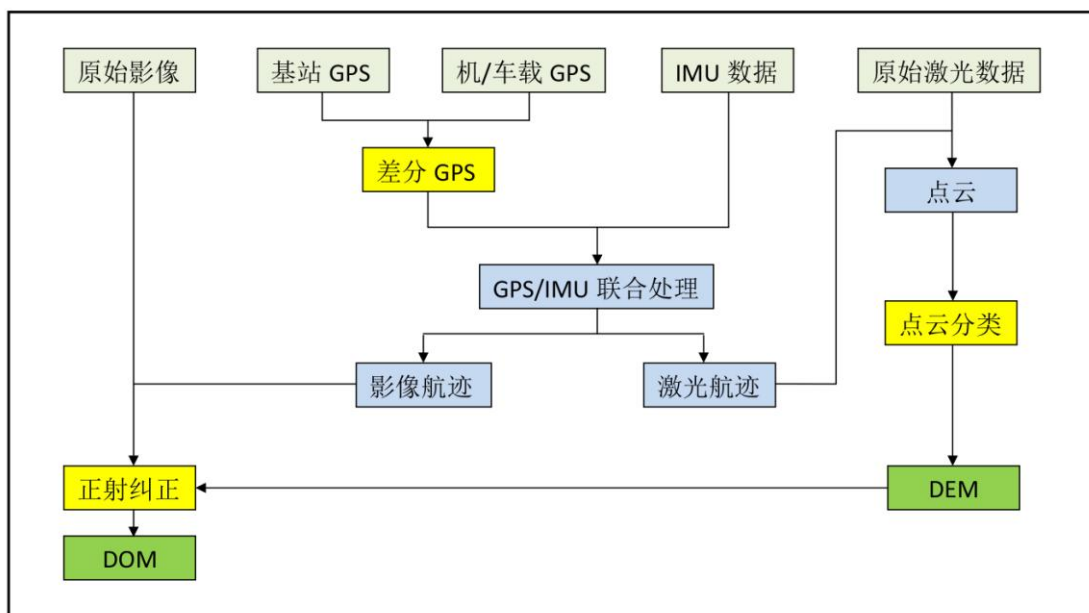 原始影像
基站 GPS
机/车载 GPS
IMU 数据
原始激光数据
差分 GPS
点云
GPS/IMU 联合处理
点云分类
影像航迹
激光航迹
正射纠正
DEM
DOM